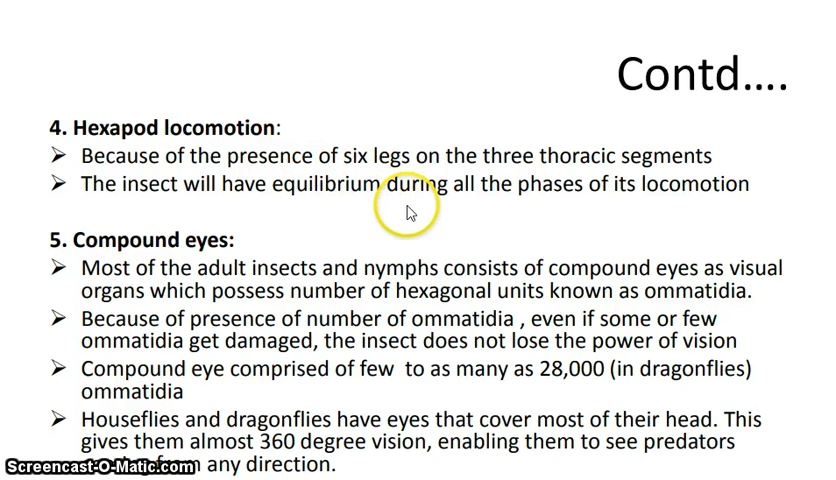 Contd....
4. Hexapod locomotion:
➢ Because of the presence of six legs on the three thoracic segments
➢ The insect will have equilibrium during all the phases of its locomotion
5. Compound eyes:
➢ Most of the adult insects and nymphs consists of compound eyes as visual
organs which possess number of hexagonal units known as ommatidia.
➢ Because of presence of number of ommatidia , even if some or few
ommatidia get damaged, the insect does not lose the power of vision
➢ Compound eye comprised of few to as many as 28,000 (in dragonflies)
ommatidia
➢ Houseflies and dragonflies have eyes that cover most of their head. This
gives them almost 360 degree vision, enabling them to see predators
from any direction.
Screencast-O-Matic.com